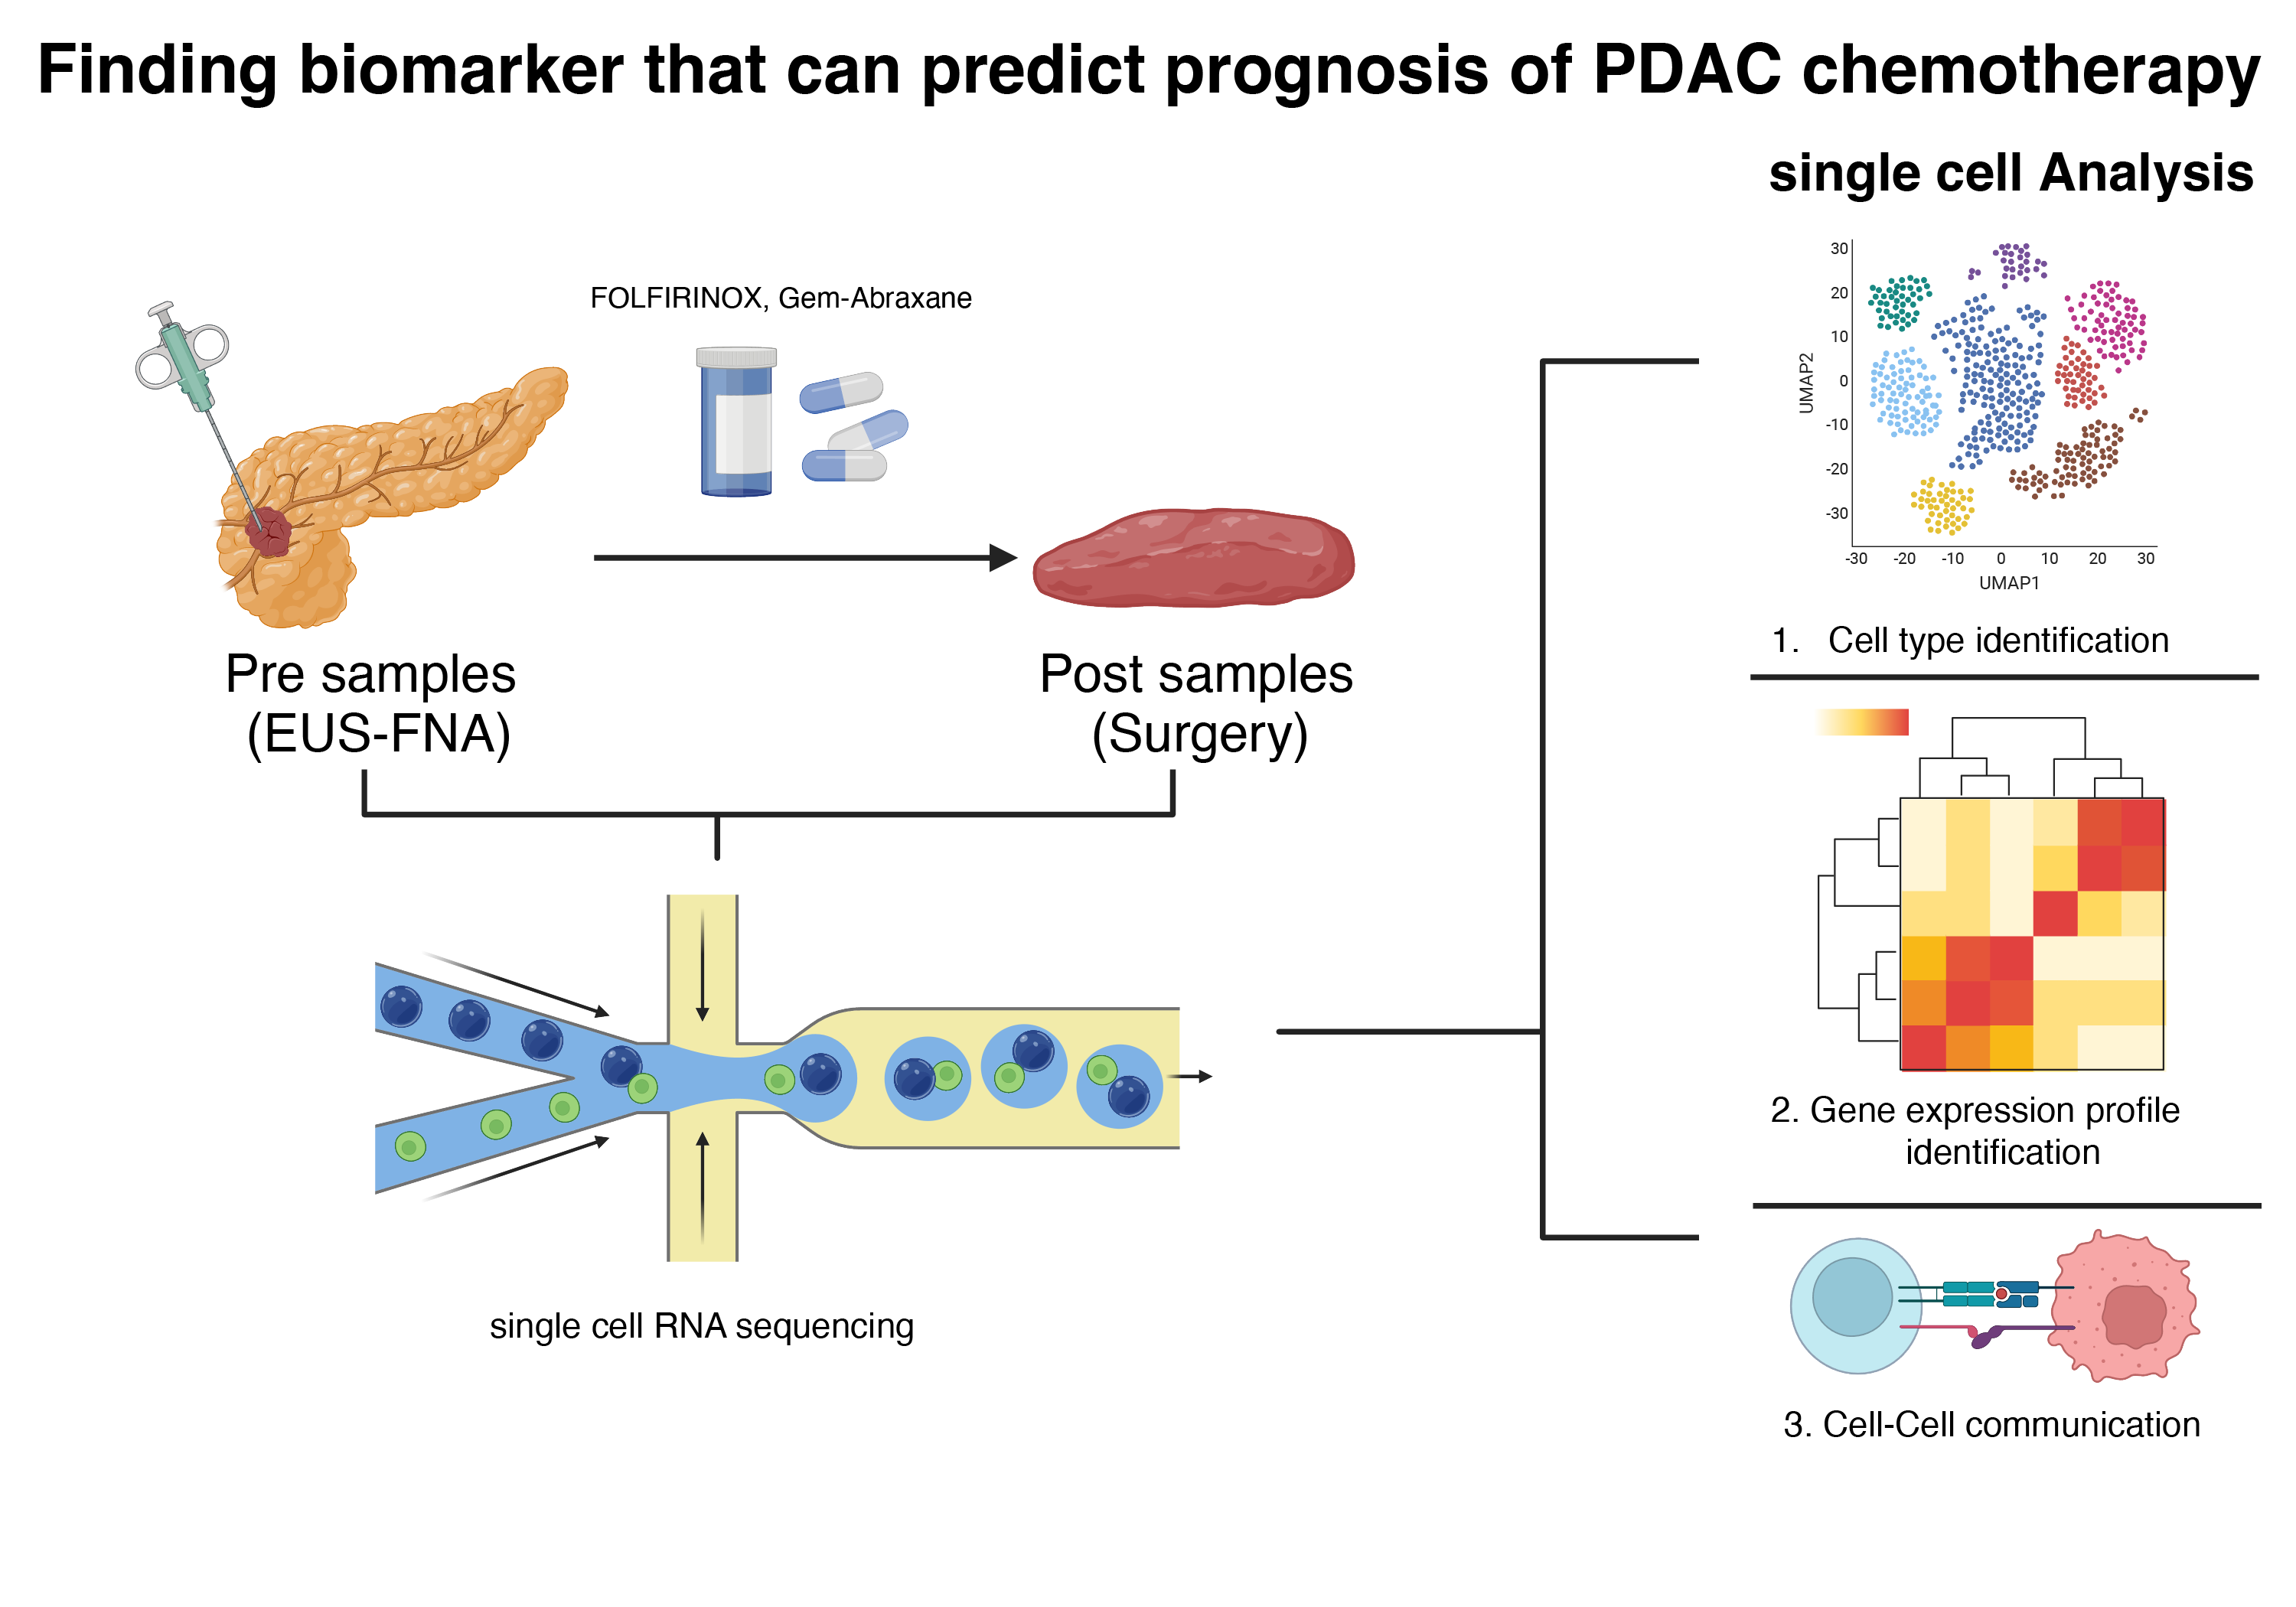 Finding biomarker that can predict prognosis of PDAC chemotherapy
single cell Analysis
FOLFIRINOX, Gem-Abraxane
Pre samples
(EUS-FNA)
Post samples
(Surgery)
single cell RNA sequencing
UMAP2
30
20
10
0
-10
-20
-30
-30 -20 -10 0 10 20 30
UMAP1
1. Cell type identification
2. Gene expression profile
identification
3. Cell-Cell communication